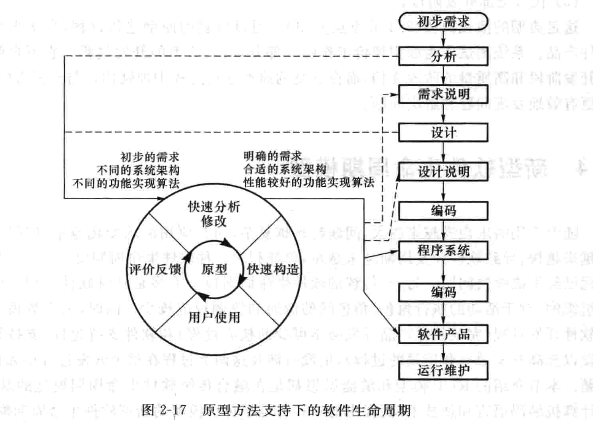 初步需求
分析
需求说明
设计
设计说明
编码
程序系统
编码
软件产品
运行维护
初步的需求
不同的系统架构
不同的功能实现算法
明确的需求
合适的系统架构
性能较好的功能实现算法
快速分析
修改
评价反馈
原型
快速构造
用户使用
图 2-17 原型方法支持下的软件生命周期